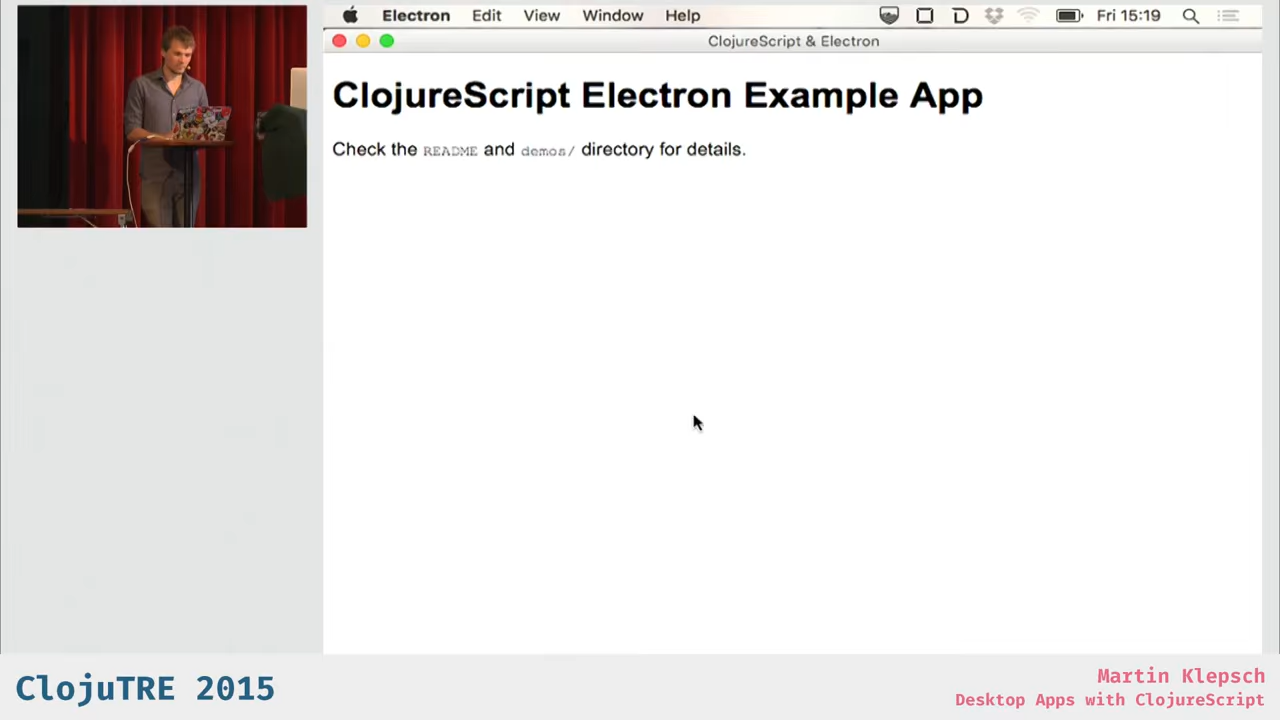 Electron Edit View Window Help Fri 15:19
ClojureScript & Electron
ClojureScript Electron Example App
Check the README and demos/ directory for details.
ClojuTRE 2015
Martin Klepsch
Desktop Apps with ClojureScript